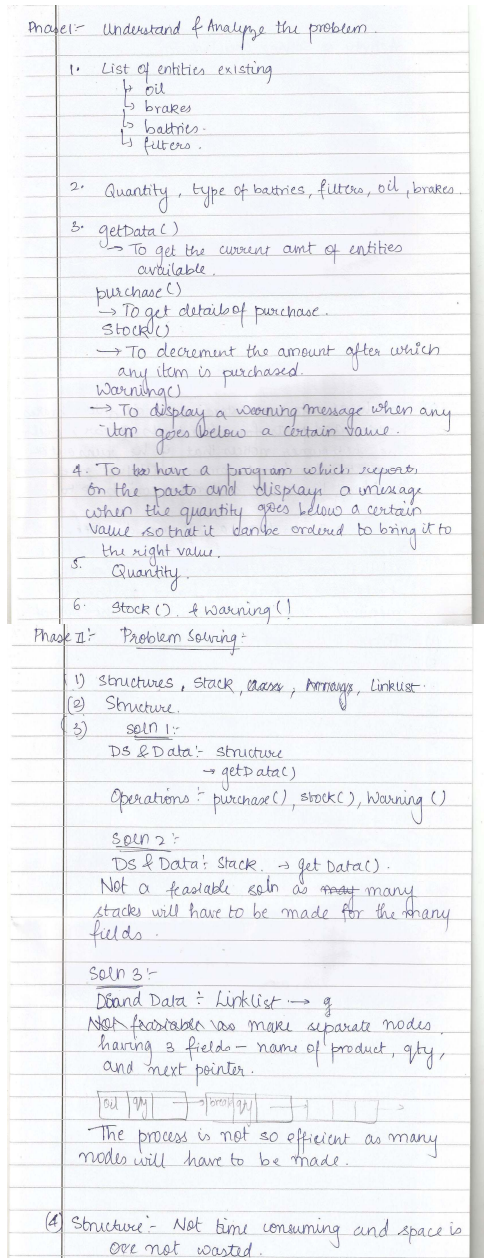 Phase I:- Understand & Analyze the problem.
1. List of entities existing
↳ oil
↳ brakes
↳ battries.
↳ filters.
2. Quantity, type of battries, filters, oil, brakes.
3. getData()
→ To get the current amt of entities
available.
purchase()
→ To get details of purchase.
Stock()
→ To decrement the amount after which
any item is purchased.
Warning()
→ To display a warning message when any
item goes below a certain value.
4. To have a program which reports
on the parts and displays a message
when the quantity goes below a certain
value so that it can be ordered to bring it to
the right value.
5. Quantity.
6. Stock() & Warning()
Phase II:- Problem Solving:-
(1) Structures, Stack, class, Arrays, Linklist.
(2) Structure.
(3) Soln 1:-
DS & Data:- structure
→ getData()
Operations:- purchase(), stock(), Warning()
Soln 2:-
DS & Data: Stack. → get Data().
Not a feasiable soln as many
stacks will have to be made for the many
fields.
Soln 3:-
DS and Data:- Linklist → g
Not feasiable as make separate nodes
having 3 fields - name of product, qty,
and next pointer.
oil | qty | → | qty | →
The process is not so efficient as many
nodes will have to be made.
(4) Structure:- Not time consuming and space is
not wasted.